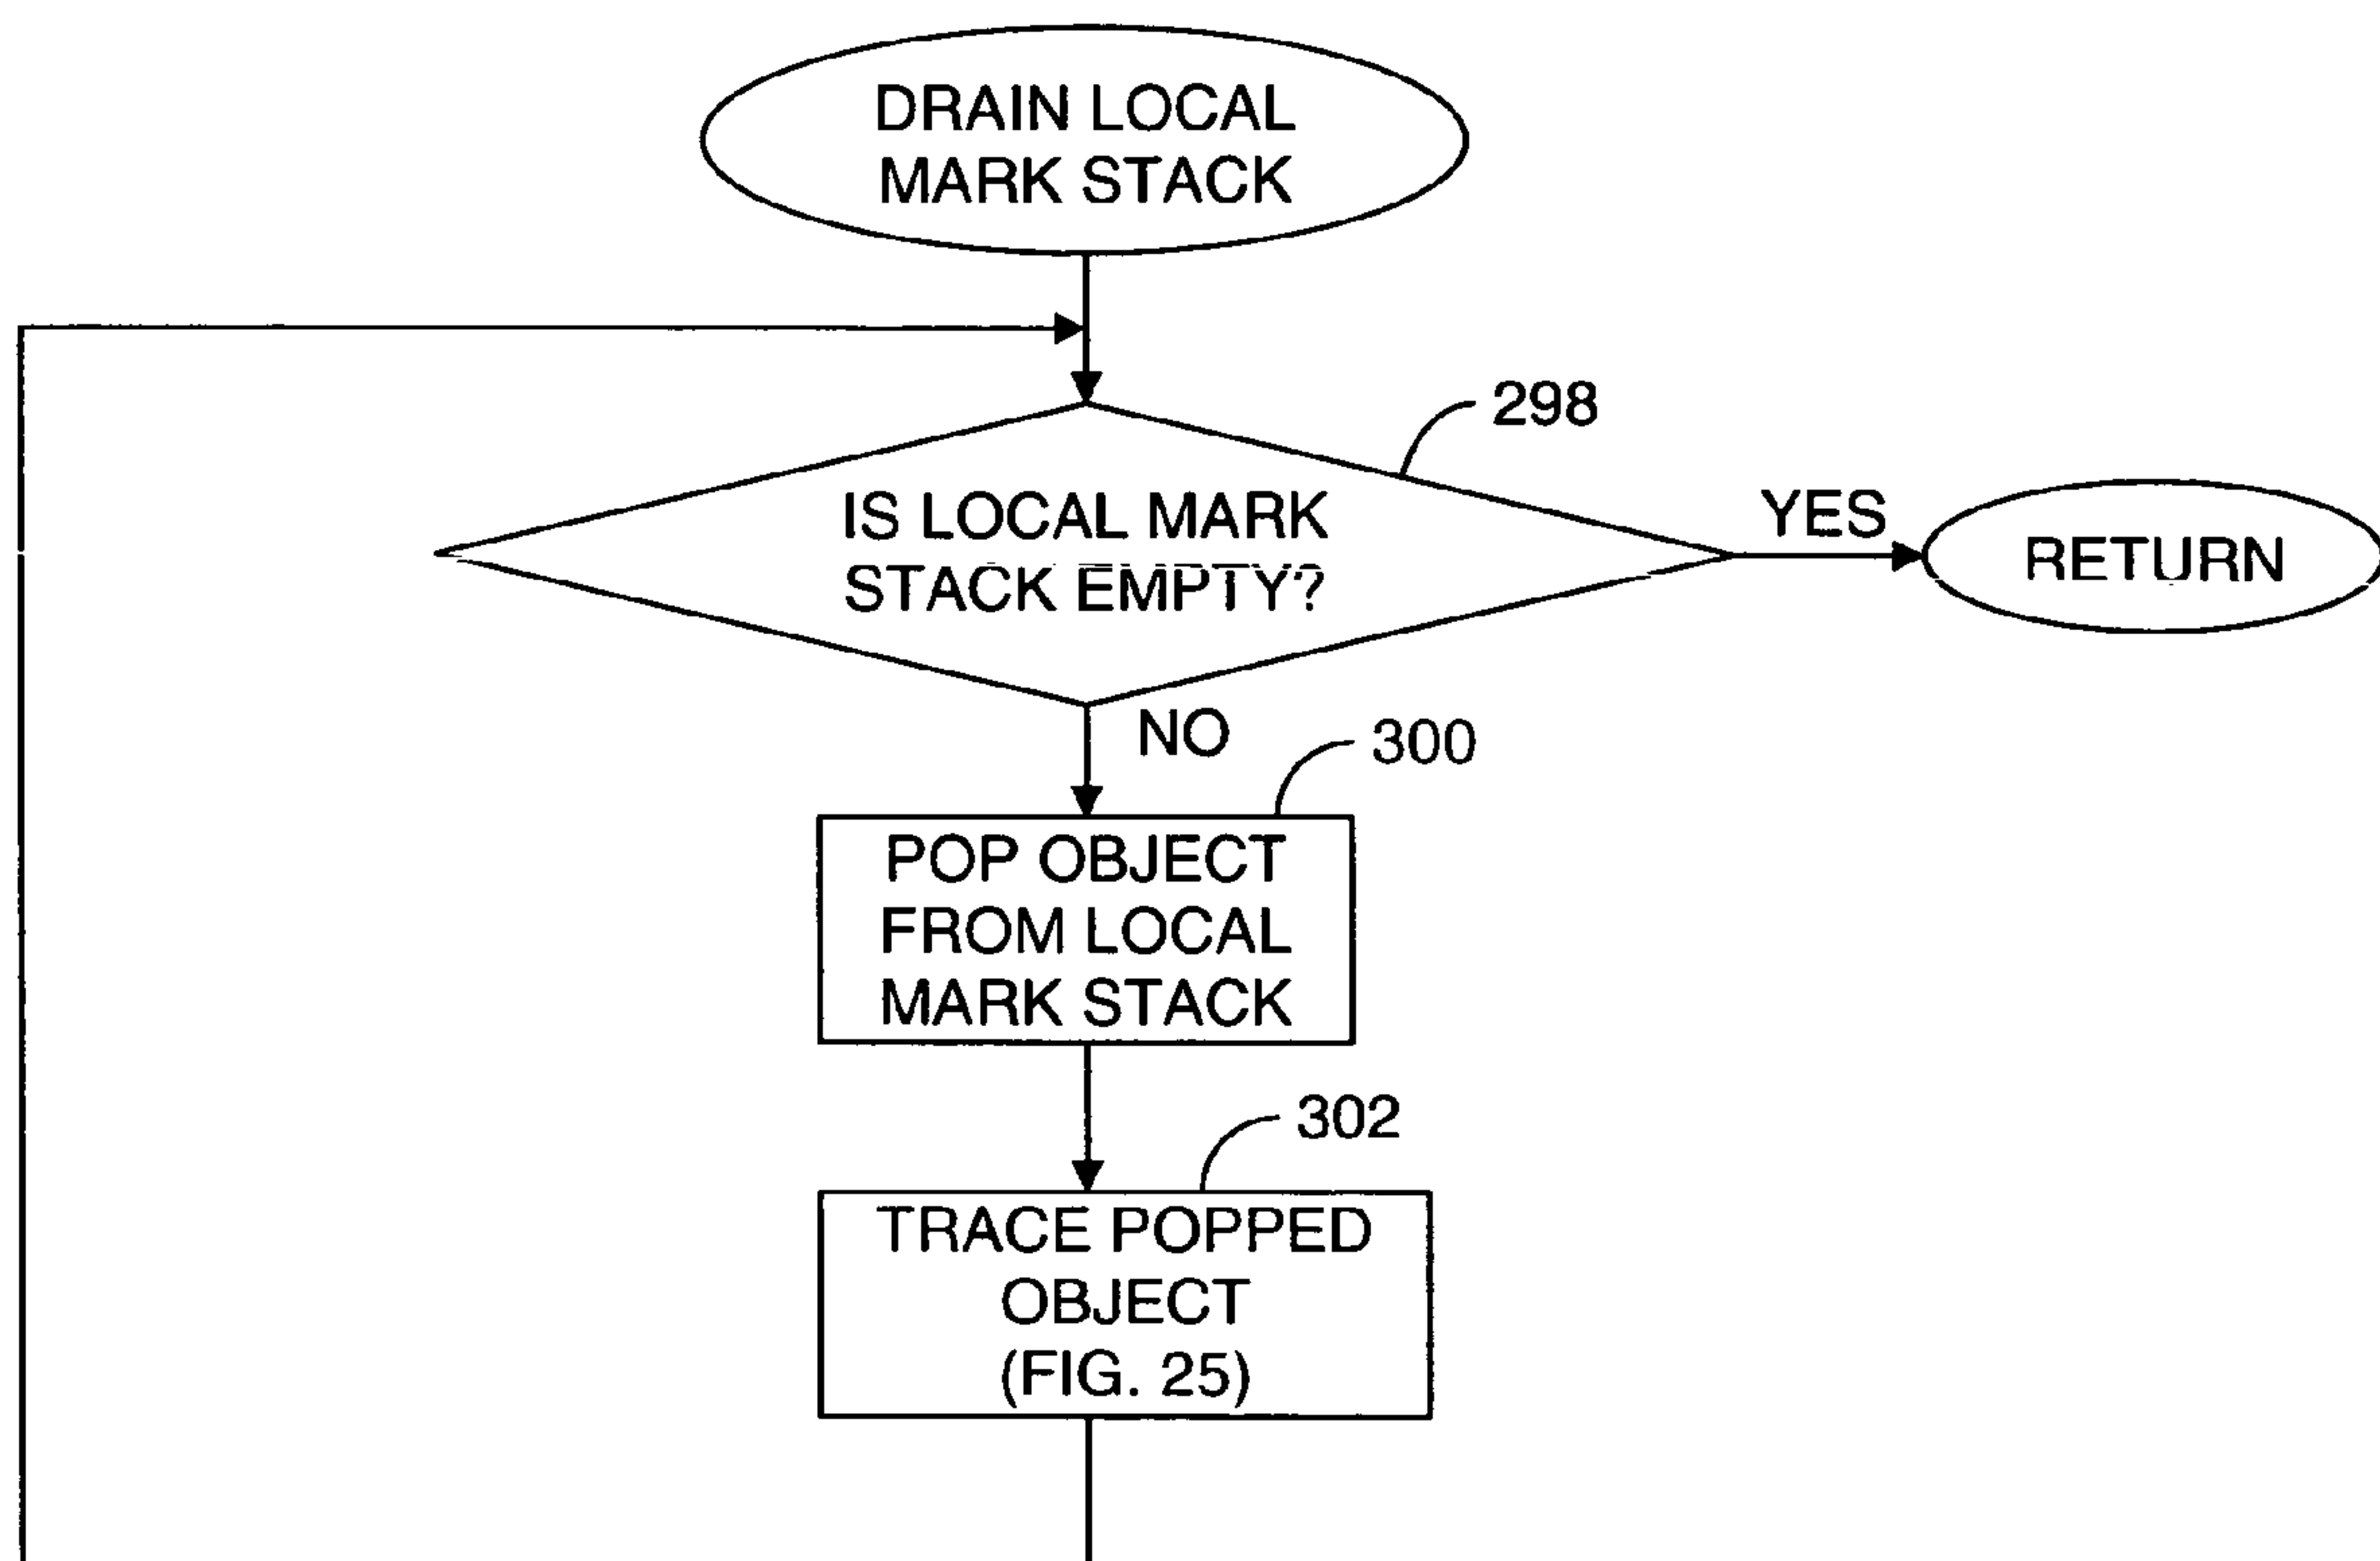 DRAIN LOCAL
MARK STACK
298
IS LOCAL MARK
STACK EMPTY?
YES
RETURN
NO
300
POP OBJECT
FROM LOCAL
MARK STACK
302
TRACE POPPED
OBJECT
(FIG. 25)